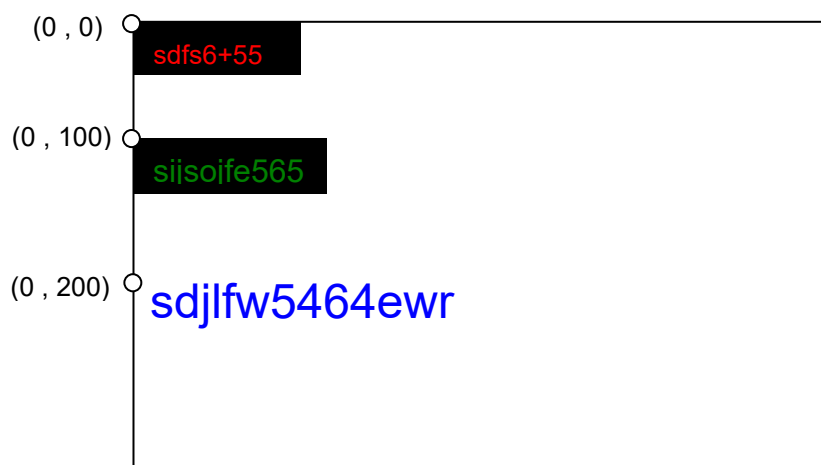 (0 , 0)
sdfs6+55
(0 , 100)
sijsojfe565
(0 , 200)
sdjlfw5464ewr